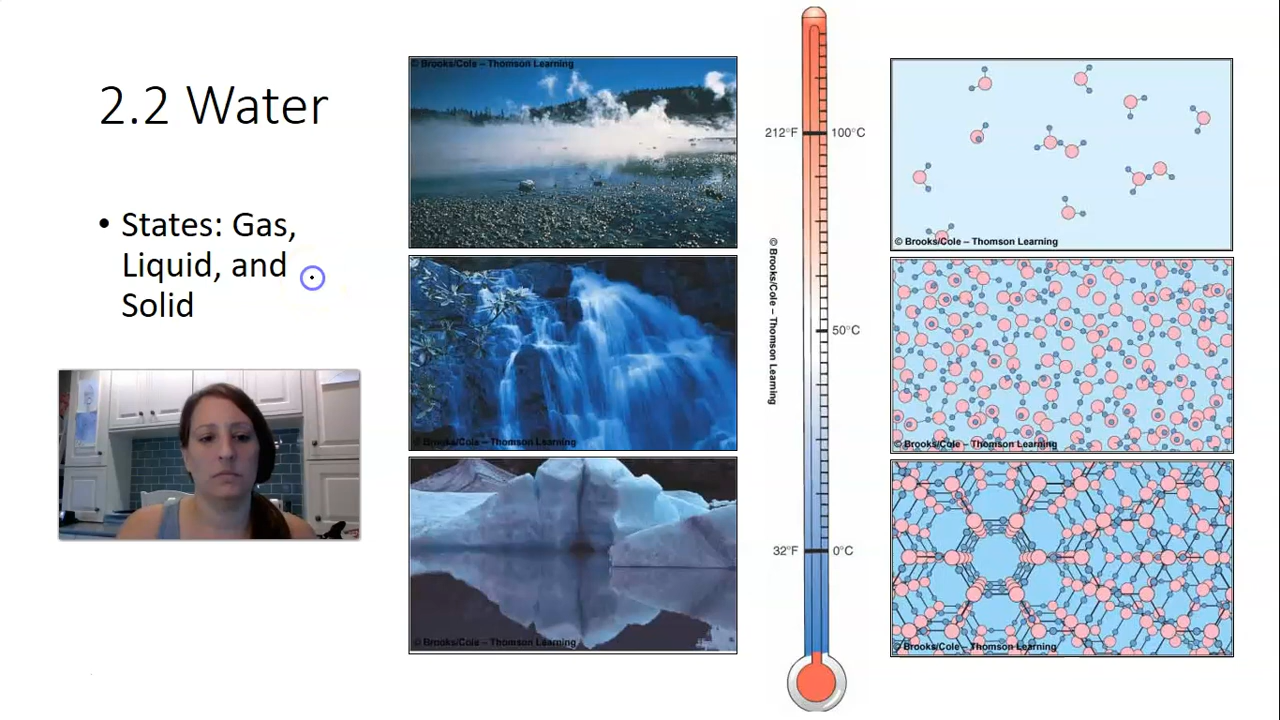 2.2 Water
• States: Gas,
Liquid, and
Solid
© Brooks/Cole – Thomson Learning
© Brooks/Cole – Thomson Learning
© Brooks/Cole – Thomson Learning
212°F
100°C
50°C
32°F
0°C
© Brooks/Cole – Thomson Learning
© Brooks/Cole – Thomson Learning
© Brooks/Cole – Thomson Learning
© Brooks/Cole – Thomson Learning